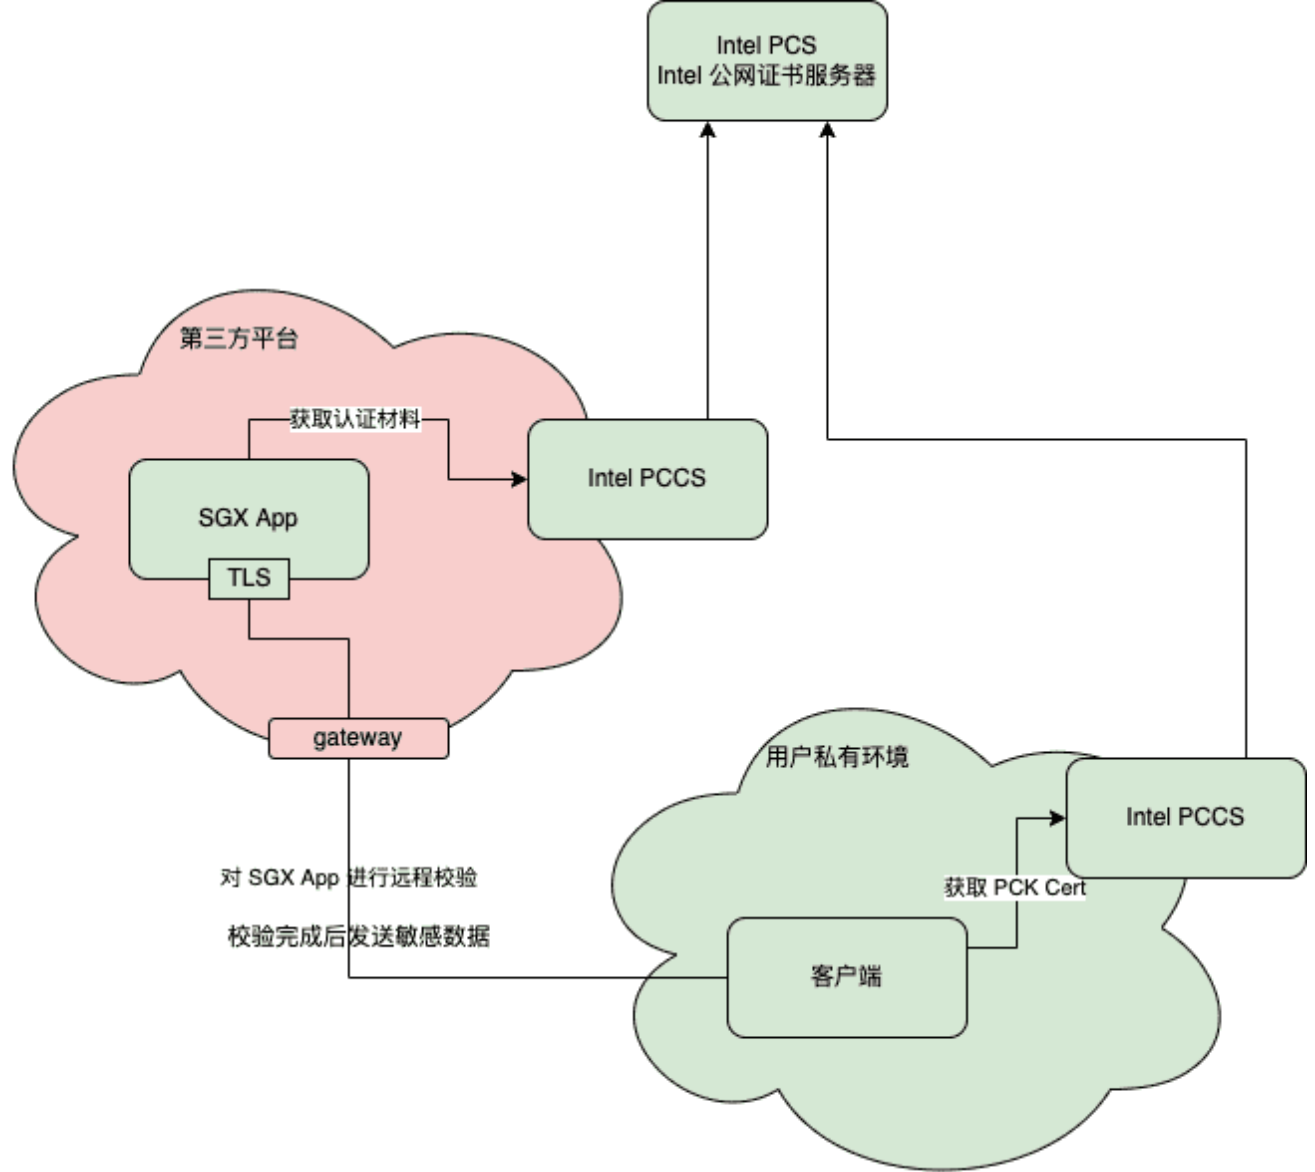 Intel PCS
Intel 公网证书服务器
第三方平台
获取认证材料
Intel PCCS
SGX App
TLS
gateway
用户私有环境
Intel PCCS
对 SGX App 进行远程校验
获取 PCK Cert
校验完成后发送敏感数据
客户端